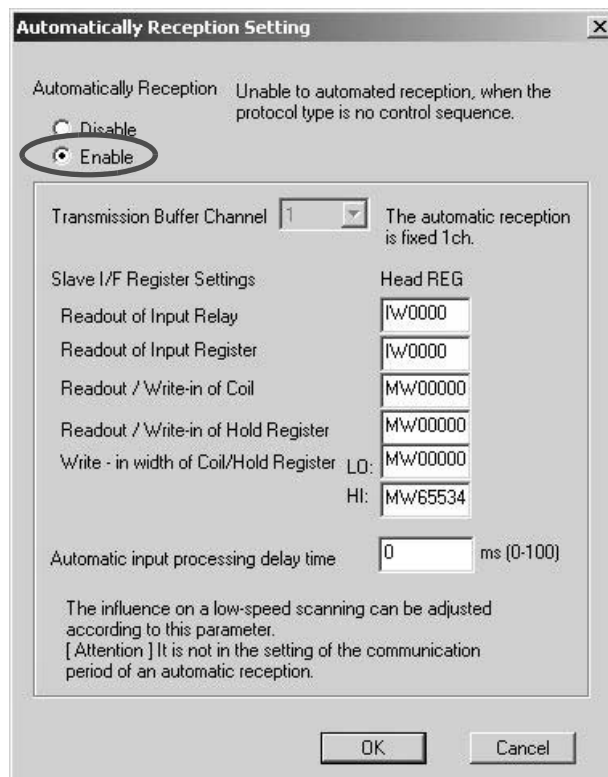 Automatically Reception Setting
Automatically Reception
Unable to automated reception, when the
protocol type is no control sequence.
Disable
Enable
Transmission Buffer Channel 1
The automatic reception
is fixed 1ch.
Slave I/F Register Settings Head REG
Readout of Input Relay IW0000
Readout of Input Register IW0000
Readout / Write-in of Coil MW00000
Readout / Write-in of Hold Register MW00000
Write - in width of Coil/Hold Register LO: MW00000
HI: MW65534
Automatic input processing delay time 0 ms (0-100)
The influence on a low-speed scanning can be adjusted
according to this parameter.
[ Attention ] It is not in the setting of the communication
period of an automatic reception.
OK Cancel